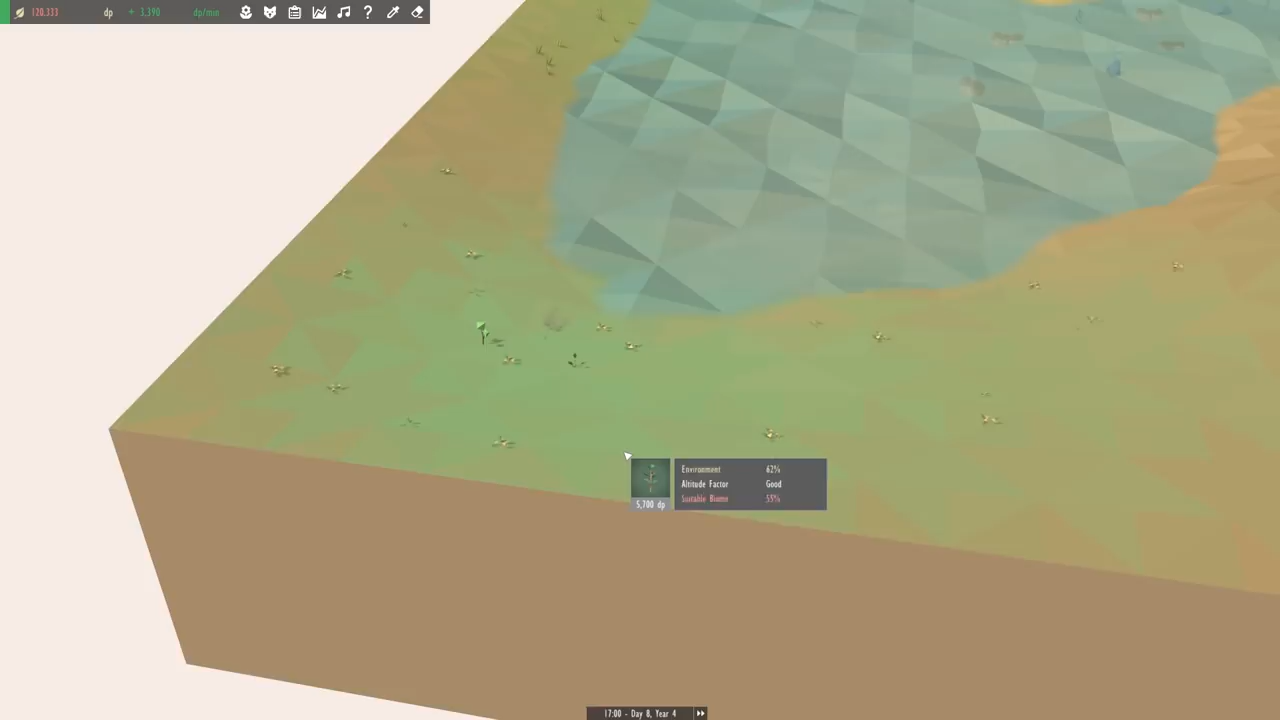 120.333 dp + 3.390 dp/min ?
Environment 62%
Altitude Factor Good
Suitable Biome 55%
5,700 dp
17:00 - Day 8, Year 4